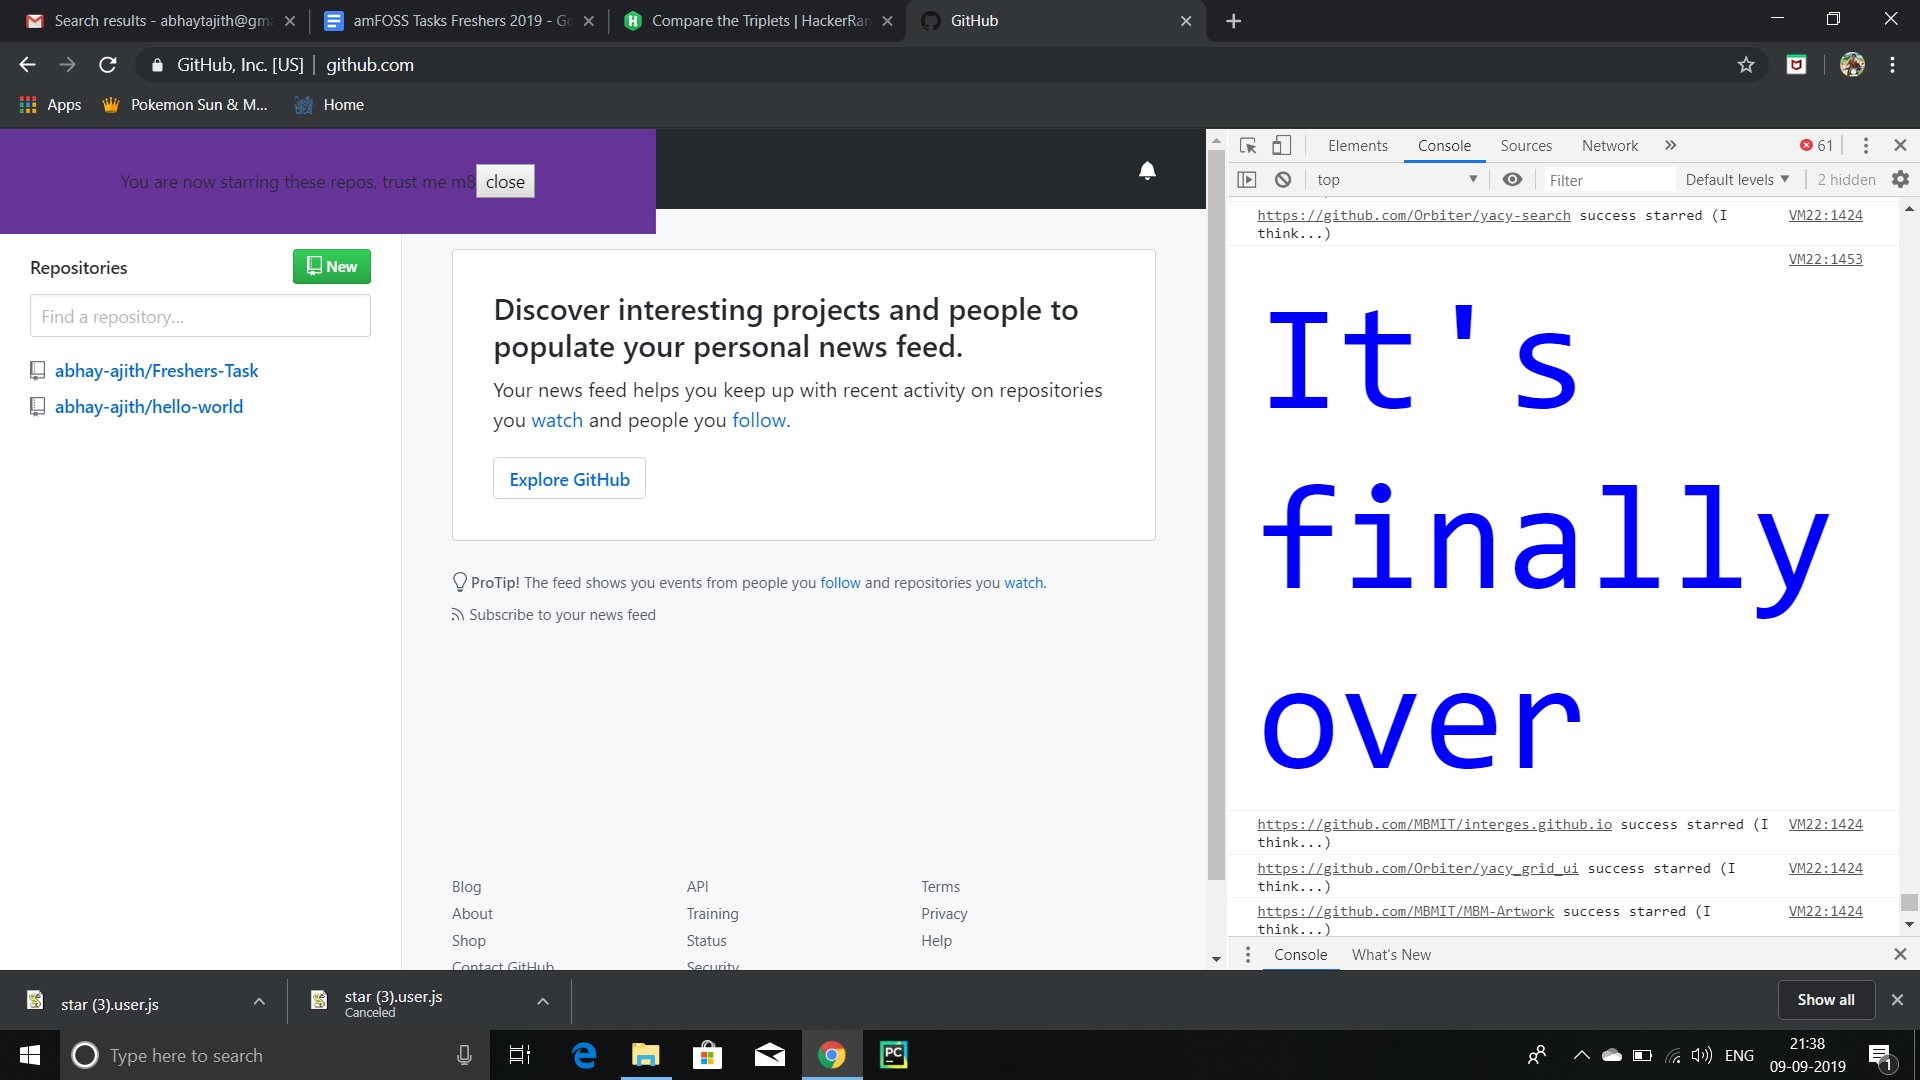 Search results - abhaytajith@gma
amFOSS Tasks Freshers 2019 - Go
Compare the Triplets | HackerRan
GitHub
GitHub, Inc. [US] | github.com
Apps
Pokemon Sun & M...
Home
You are now starring these repos, trust me m8
close
Repositories
New
Find a repository...
abhay-ajith/Freshers-Task
abhay-ajith/hello-world
Discover interesting projects and people to
populate your personal news feed.
Your news feed helps you keep up with recent activity on repositories
you watch and people you follow.
Explore GitHub
ProTip! The feed shows you events from people you follow and repositories you watch.
Subscribe to your news feed
Blog
About
Shop
Contact GitHub
API
Training
Status
Security
Terms
Privacy
Help
Elements
Console
Sources
Network
»
61
top
Filter
Default levels
2 hidden
https://github.com/Orbiter/yacy-search success starred (I
think...)
VM22:1424
VM22:1453
It's
finally
over
https://github.com/MBMIT/interges.github.io success starred (I
think...)
VM22:1424
https://github.com/Orbiter/yacy_grid_ui success starred (I
think...)
VM22:1424
https://github.com/MBMIT/MBM-Artwork success starred (I
think...)
VM22:1424
Console
What's New
star (3).user.js
star (3).user.js
Canceled
Show all
Type here to search
PC
ENG
21:38
09-09-2019
1